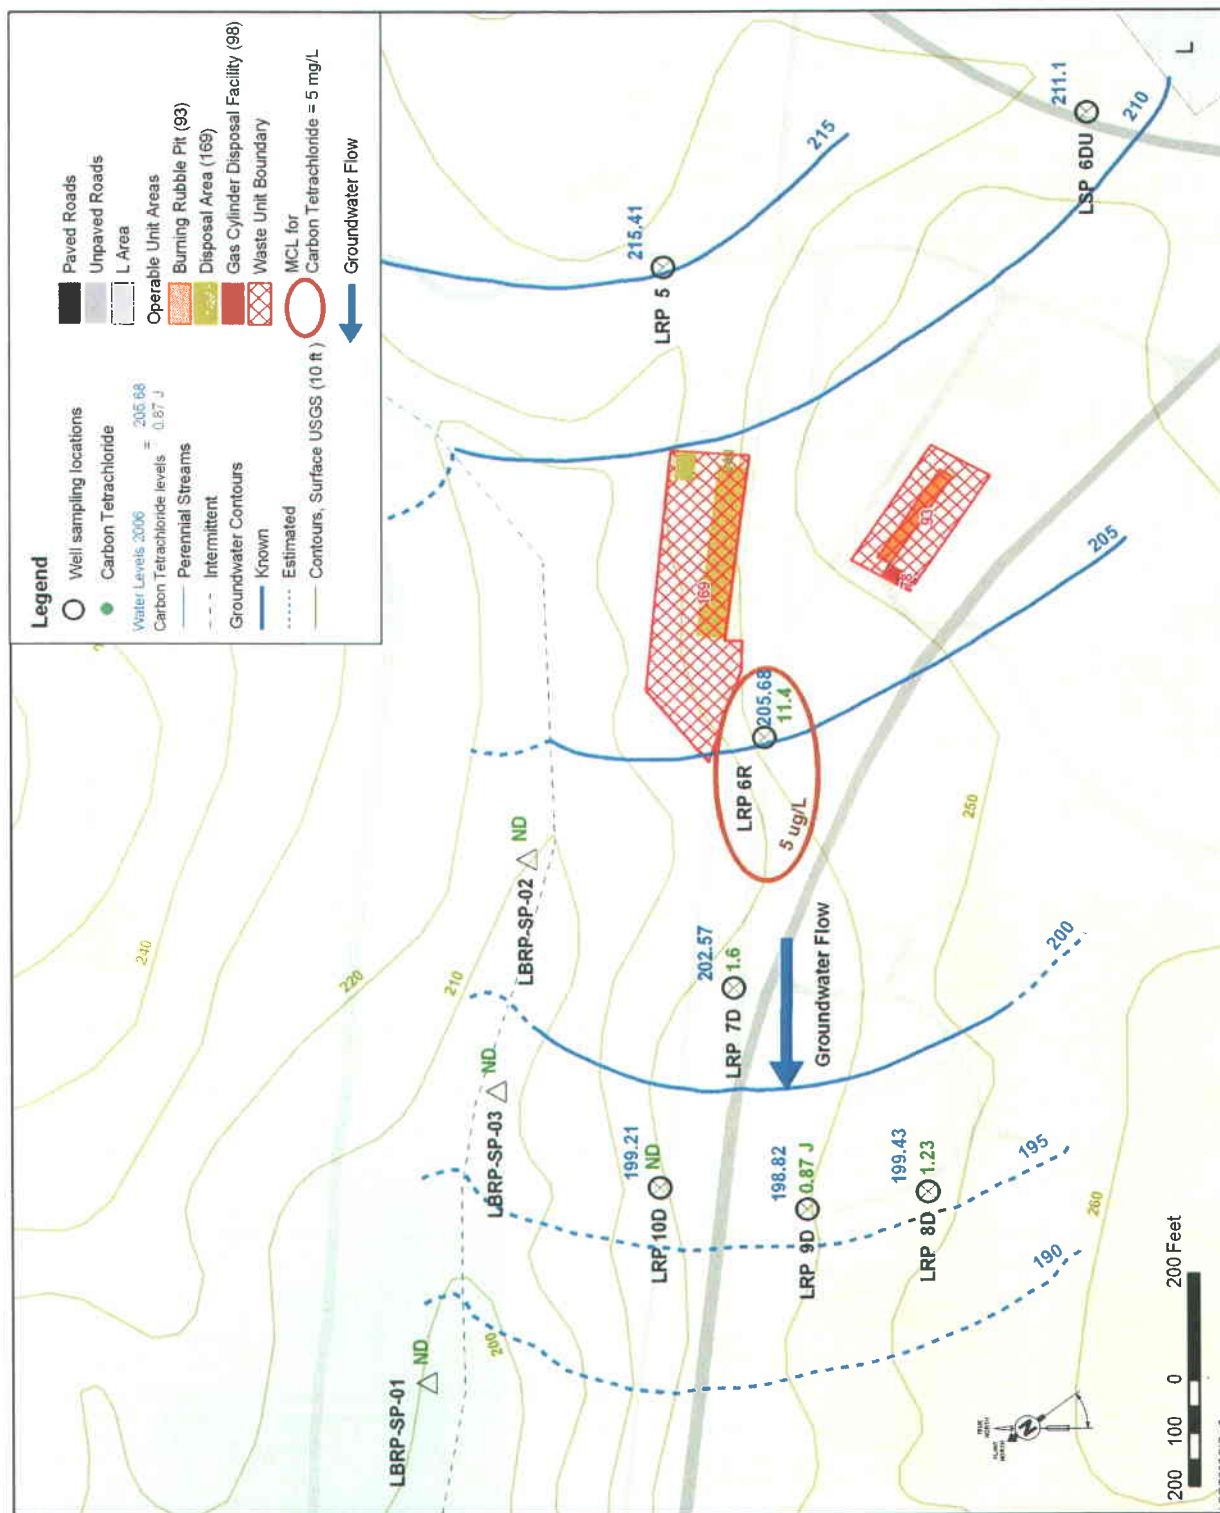 Legend
Well sampling locations
Carbon Tetrachloride
Water Levels 2006 = 205.68
Carbon Tetrachloride levels 0.87 J
Perennial Streams
Intermittent
Groundwater Contours
Known
Estimated
Contours, Surface USGS (10 ft )
Paved Roads
Unpaved Roads
L Area
Operable Unit Areas
Burning Rubble Pit (93)
Disposal Area (169)
Gas Cylinder Disposal Facility (98)
Waste Unit Boundary
MCL for
Carbon Tetrachloride = 5 mg/L
Groundwater Flow
240
220
210
200
LBRP-SP-01
ND
LBRP-SP-03
ND
LBRP-SP-02
ND
LRP 10D
199.21
ND
LRP 9D
198.82
0.87 J
LRP 8D
199.43
1.23
LRP 7D
202.57
1.6
Groundwater Flow
LRP 6R
205.68
11.4
5 ug/L
169
93
LRP 5
215.41
LSP 6DU
211.1
215
210
205
200
195
190
250
260
L
TRUE
NORTH
PLANT
NORTH
N
200 100 0 200 Feet